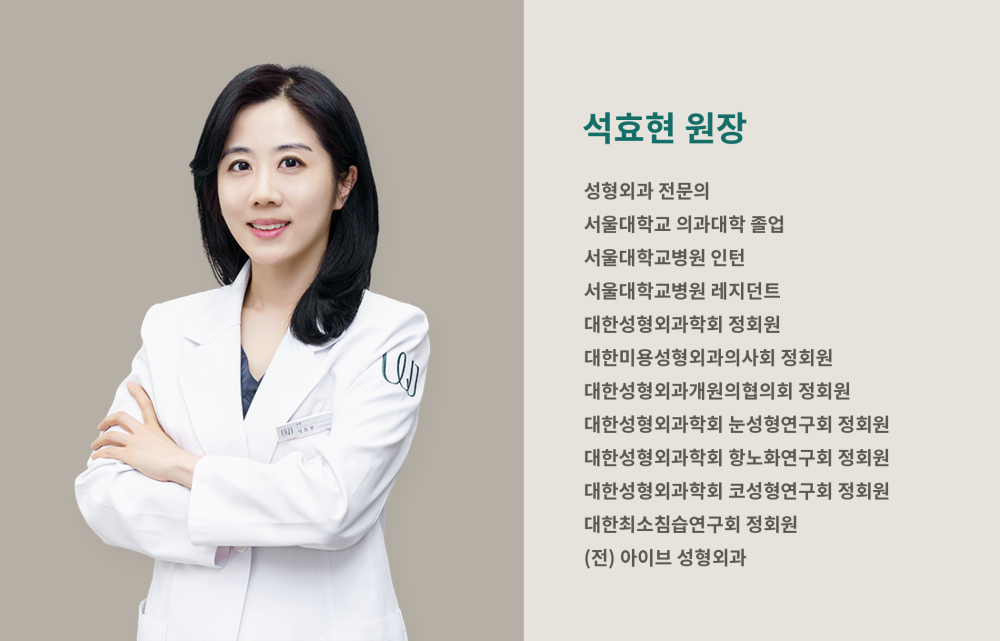 석효현 원장
성형외과 전문의
서울대학교 의과대학 졸업
서울대학교병원 인턴
서울대학교병원 레지던트
대한성형외과학회 정회원
대한미용성형외과의사회 정회원
대한성형외과개원의협의회 정회원
대한성형외과학회 눈성형연구회 정회원
대한성형외과학회 항노화연구회 정회원
대한성형외과학회 코성형연구회 정회원
대한최소침습연구회 정회원
(전) 아이브 성형외과
석효현